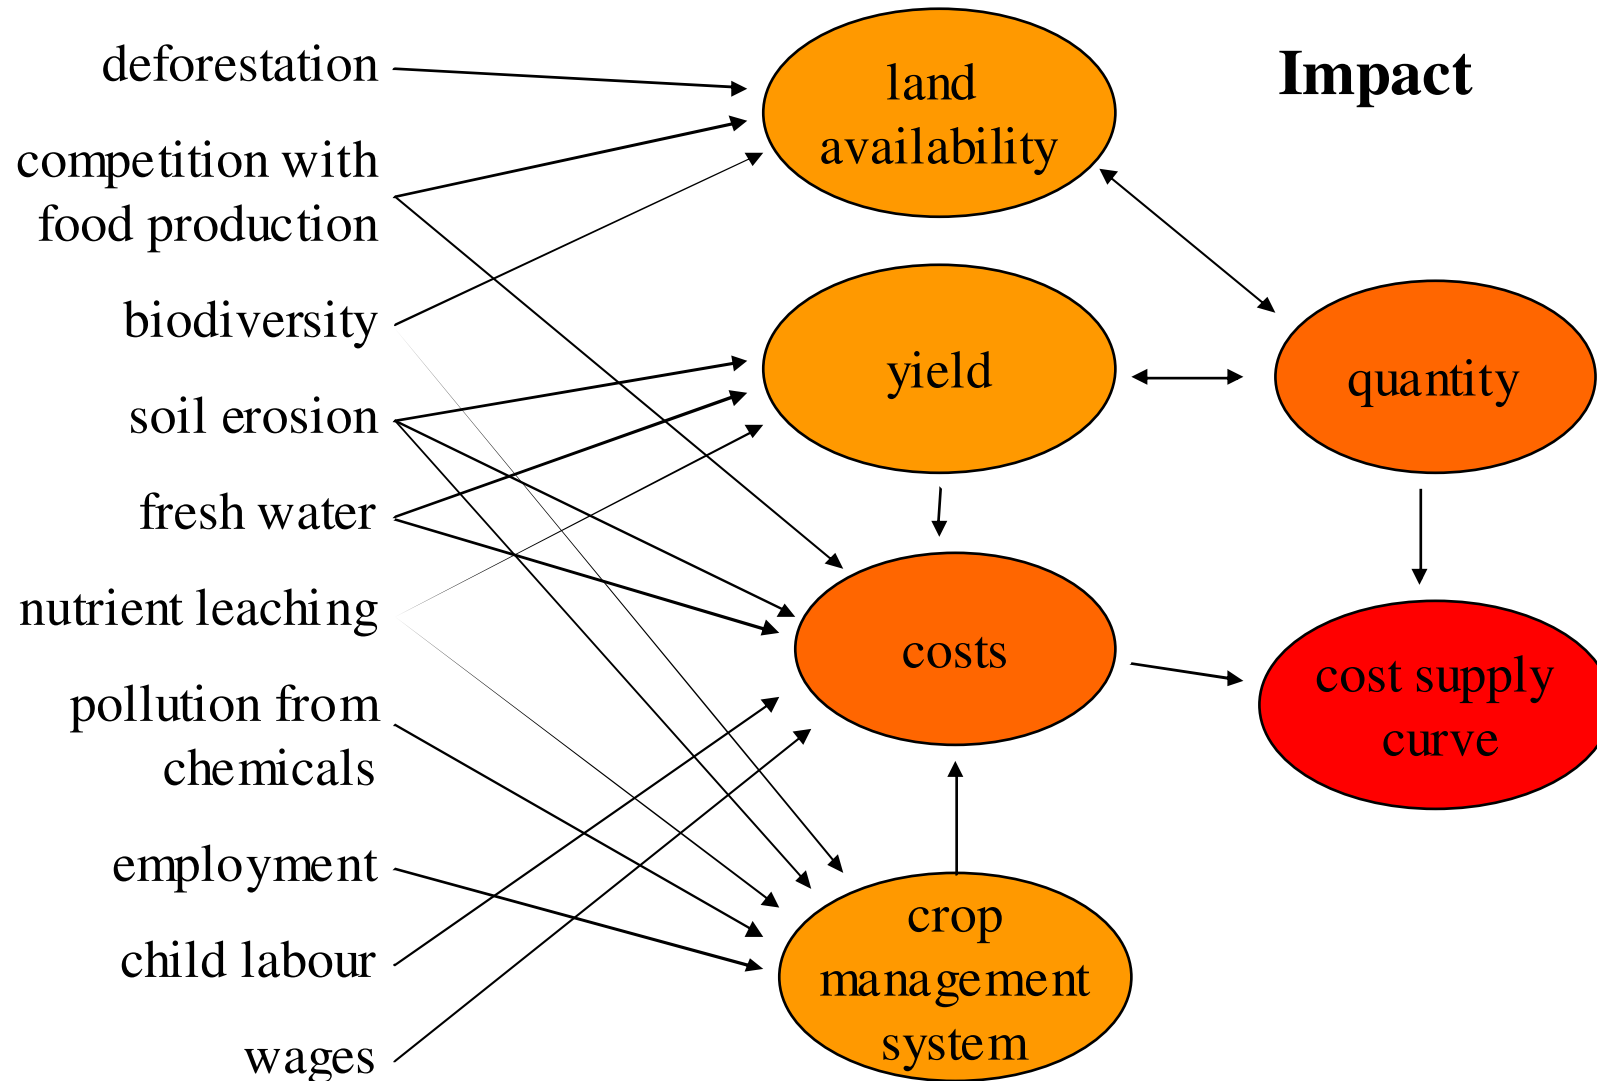 deforestation
competition with
food production
biodiversity
soil erosion
fresh water
nutrient leaching
pollution from
chemicals
employment
child labour
wages
land
availability
yield
costs
crop
management
system
Impact
quantity
cost supply
curve